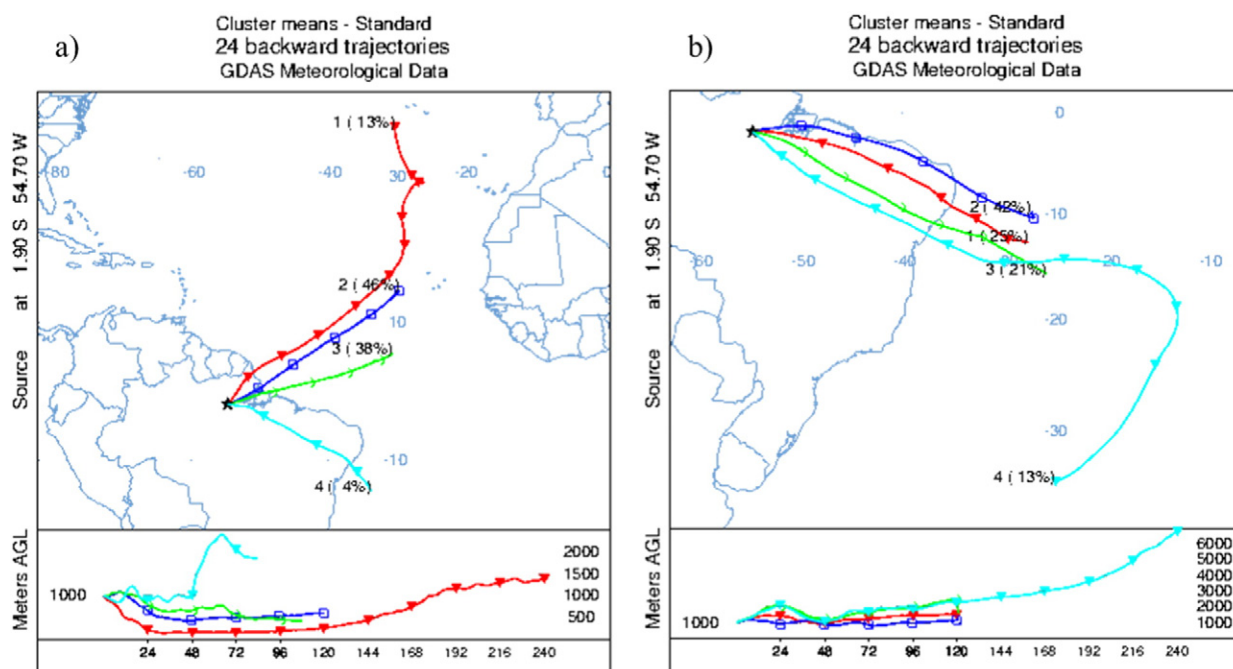 a)
Cluster means - Standard
24 backward trajectories
GDAS Meteorological Data
Source at 1.90 S 54.70 W
-80
-60
-40
30
-20
0
1 ( 13%)
2 ( 46%)
10
3 ( 38%)
-10
4 ( 4%)
Meters AGL
1000
2000
1500
1000
500
24 48 72 96 120 144 168 192 216 240
b)
Cluster means - Standard
24 backward trajectories
GDAS Meteorological Data
Source at 1.90 S 54.70 W
0
2 ( 42%)
-10
1 ( 25%)
-60
-50
-40
-20
-10
3 ( 21%)
-20
-30
4 ( 13%)
Meters AGL
1000
6000
5000
4000
3000
2000
1000
24 48 72 96 120 144 168 192 216 240